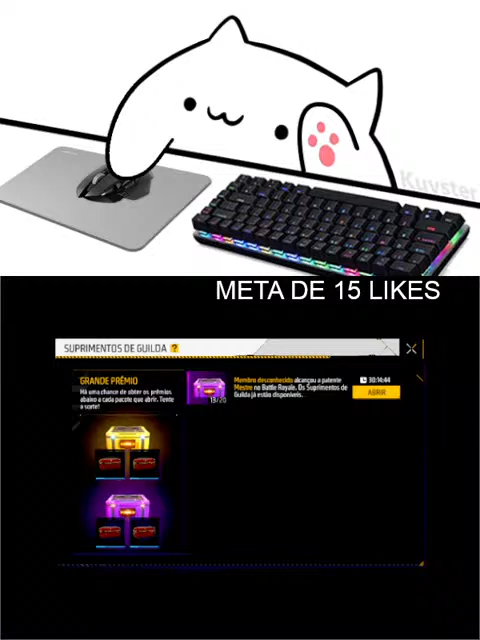 Kuvster
META DE 15 LIKES
SUPRIMENTOS DE GUILDA ?
GRANDE PRÊMIO
Há uma chance de obter os prêmios
abaixo a cada pacote que abrir. Tente
a sorte!
13/20
Membro desconhecido alcançou a patente
Mestre no Battle Royale. Os Suprimentos de
Guilda já estão disponíveis.
10:14:44
ABRIR